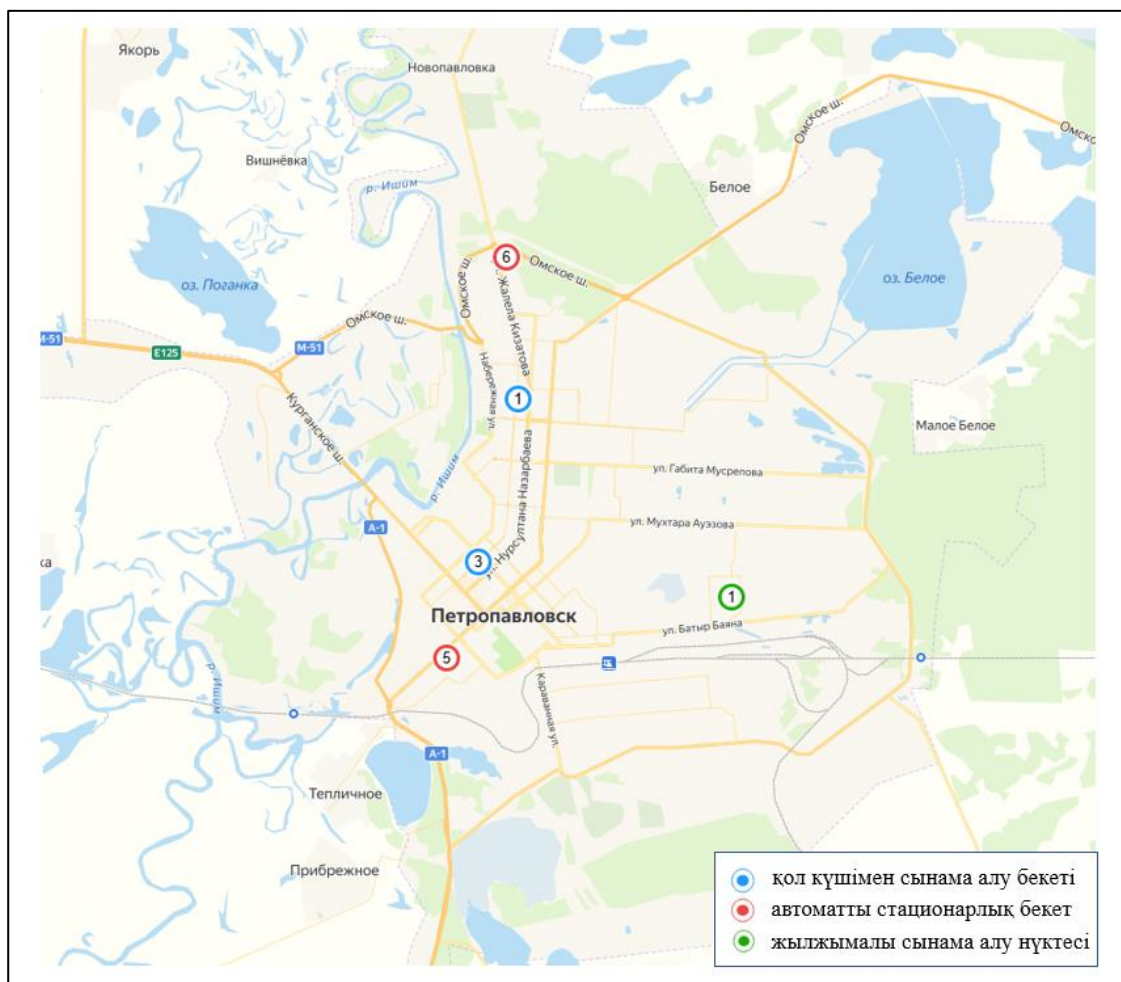 Якорь
Новопавловка
Омское ш.
Омское
Вишнёвка
р. Ишим
Белое
6
Омское ш.
оз. Поганка
оз. Белое
Омское ш.
Жалела Кизатова
Омское ш.
М-51
E125
М-51
Набережная ул.
1
Курганское ш.
Малое Белое
ул. Габита Мусрепова
р. Ишим
ул. Нурсултана Назарбаева
А-1
ул. Мухтара Ауэзова
3
ка
1
Петропавловск
ул. Батыр Баяна
5
р. Ишим
Караванная ул.
А-1
Тепличное
Прибрежное
қол күшімен сынама алу бекеті
автоматты стационарлық бекет
жылжымалы сынама алу нүктесі